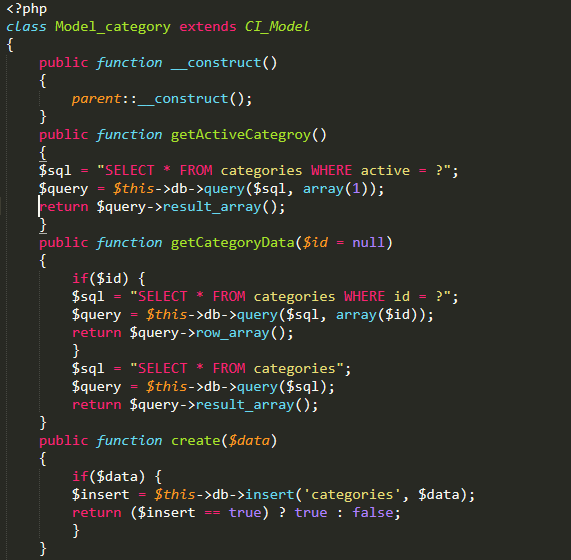 <?php
class Model_category extends CI_Model
{
    public function __construct()
    {
        parent::__construct();
    }
    public function getActiveCategroy()
    {
    $sql = "SELECT * FROM categories WHERE active = ?";
    $query = $this->db->query($sql, array(1));
    return $query->result_array();
    }
    public function getCategoryData($id = null)
    {
        if($id) {
        $sql = "SELECT * FROM categories WHERE id = ?";
        $query = $this->db->query($sql, array($id));
        return $query->row_array();
        }
        $sql = "SELECT * FROM categories";
        $query = $this->db->query($sql);
        return $query->result_array();
    }
    public function create($data)
    {
        if($data) {
        $insert = $this->db->insert('categories', $data);
        return ($insert == true) ? true : false;
        }
    }